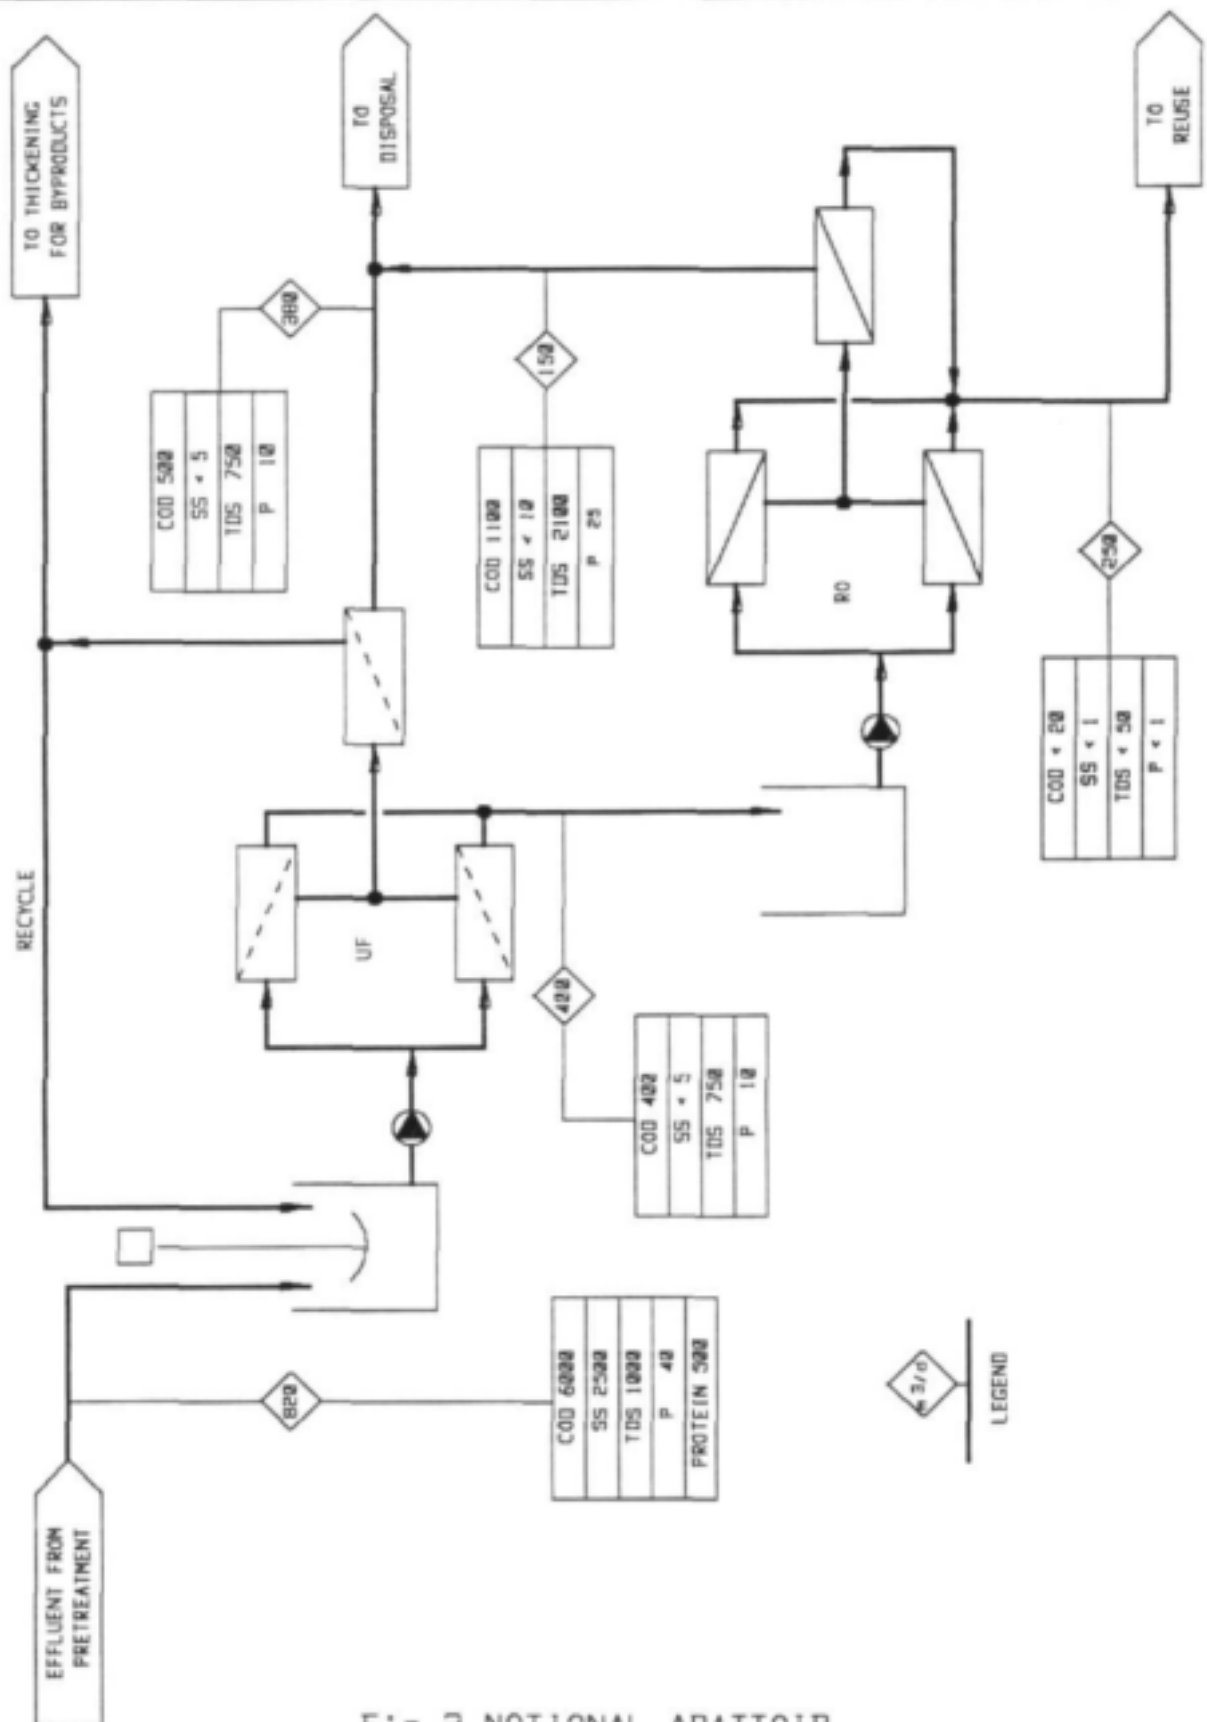 EFFLUENT FROM
PRETREATMENT
820
COD 6000
SS 2500
TDS 1000
P 40
PROTEIN 500
RECYCLE
TO THICKENING
FOR BYPRODUCTS
UF
420
COD 400
SS < 5
TDS 750
P 10
380
COD 500
SS < 5
TDS 750
P 10
TO
DISPOSAL
150
COD 1100
SS < 10
TDS 2100
P 25
RO
250
COD < 20
SS < 1
TDS < 50
P < 1
TO
REUSE
m 3/d
LEGEND
NOTIONAL ABATTOIR